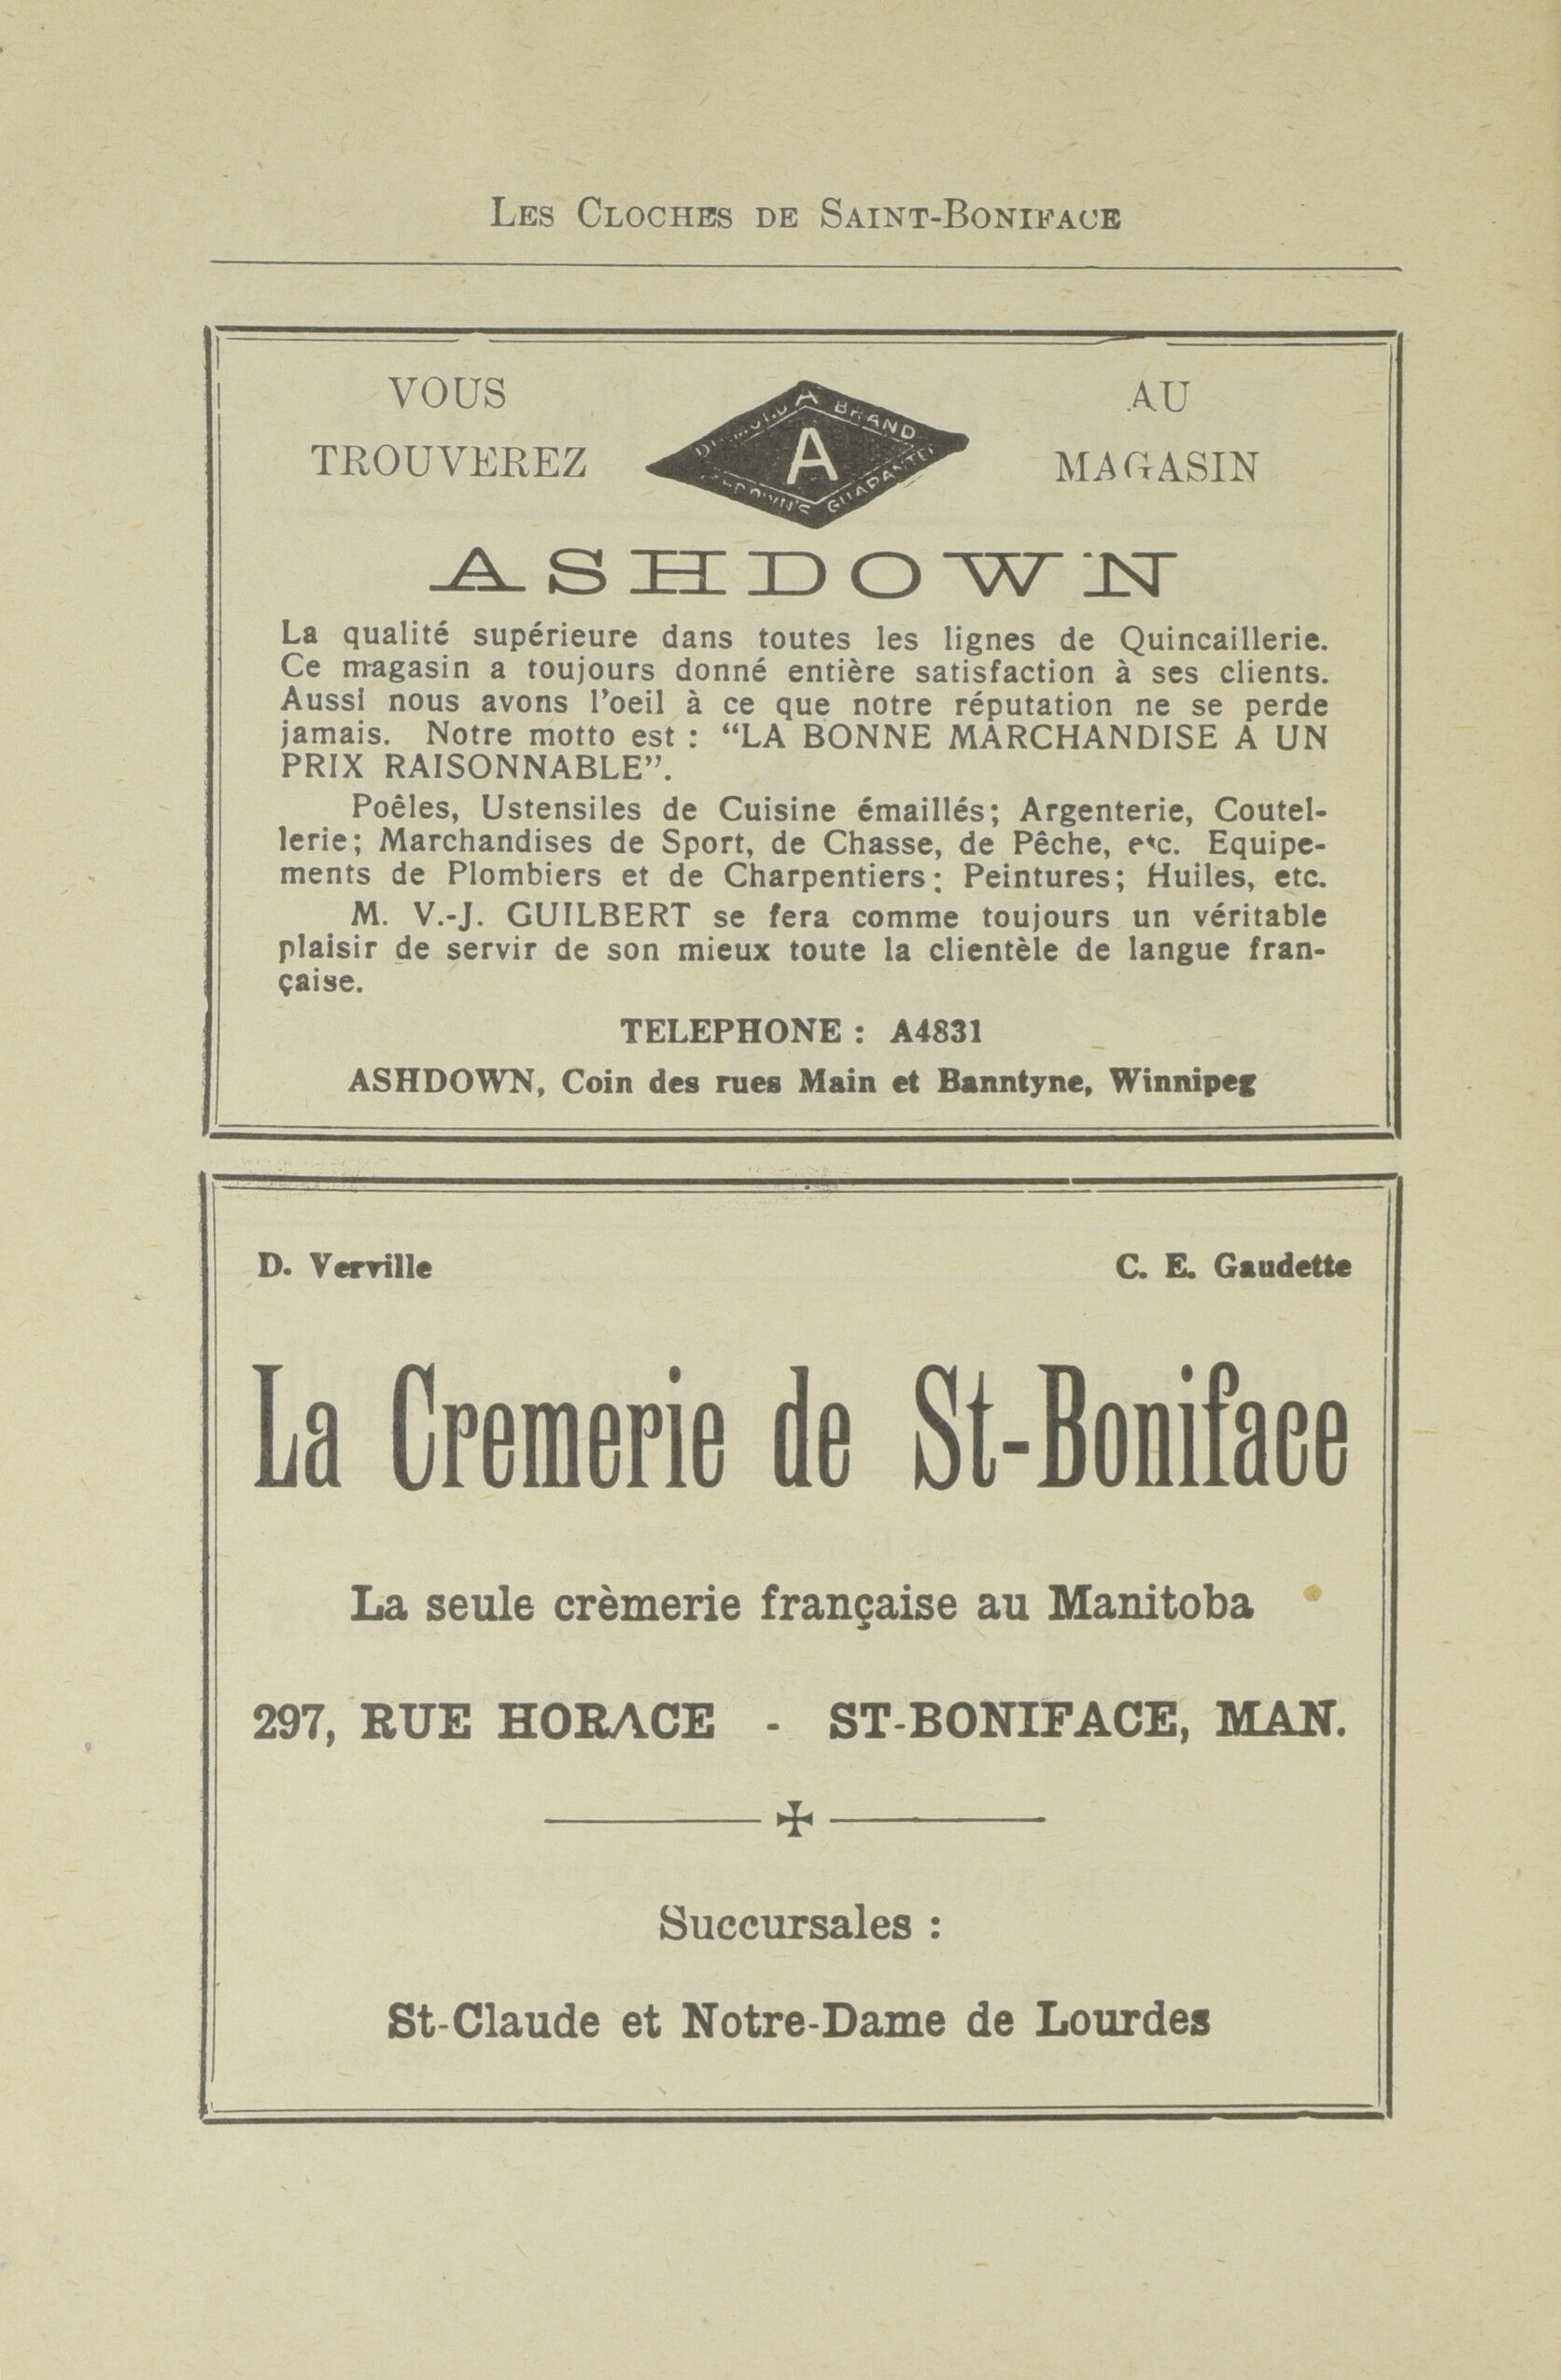 LES CLOCHES DE SAINT-BONIFACE
VOUS
TROUVEREZ
DIAMOND A BRAND
A
ASHDOWN'S GUARANTEE
AU
MAGASIN
ASHDOWN
La qualité supérieure dans toutes les lignes de Quincaillerie.
Ce magasin a toujours donné entière satisfaction à ses clients.
Aussi nous avons l'oeil à ce que notre réputation ne se perde
jamais. Notre motto est : “LA BONNE MARCHANDISE A UN
PRIX RAISONNABLE”.
Poêles, Ustensiles de Cuisine émaillés; Argenterie, Coutel-
lerie; Marchandises de Sport, de Chasse, de Pêche, etc. Equipe-
ments de Plombiers et de Charpentiers; Peintures; Huiles, etc.
M. V.-J. GUILBERT se fera comme toujours un véritable
plaisir de servir de son mieux toute la clientèle de langue fran-
çaise.
TELEPHONE : A4831
ASHDOWN, Coin des rues Main et Banntyne, Winnipeg
D. Verville C. E. Gaudette
La Cremerie de St-Boniface
La seule crèmerie française au Manitoba
297, RUE HORACE - ST-BONIFACE, MAN.
Succursales :
St-Claude et Notre-Dame de Lourdes